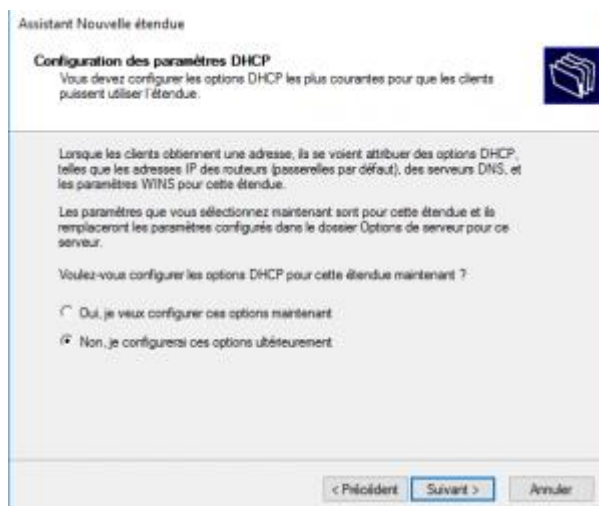 Assistant Nouvelle étendue
Configuration des paramètres DHCP
Vous devez configurer les options DHCP les plus courantes pour que les clients
puissent utiliser l'étendue.
Lorsque les clients obtiennent une adresse, ils se voient attribuer des options DHCP,
telles que les adresses IP des routeurs (passerelles par défaut), des serveurs DNS, et
les paramètres WINS pour cette étendue.
Les paramètres que vous sélectionnez maintenant sont pour cette étendue et ils
remplaceront les paramètres configurés dans le dossier Options de serveur pour ce
serveur.
Voulez-vous configurer les options DHCP pour cette étendue maintenant ?
Oui, je veux configurer ces options maintenant
Non, je configurerai ces options ultérieurement
< Précédent Suivant > Annuler